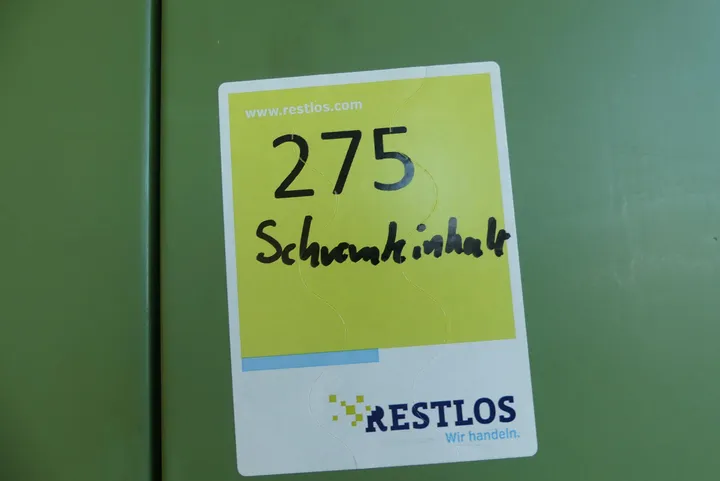 www.restlos.com
275
Schrankinhalt
RESTLOS
Wir handeln.